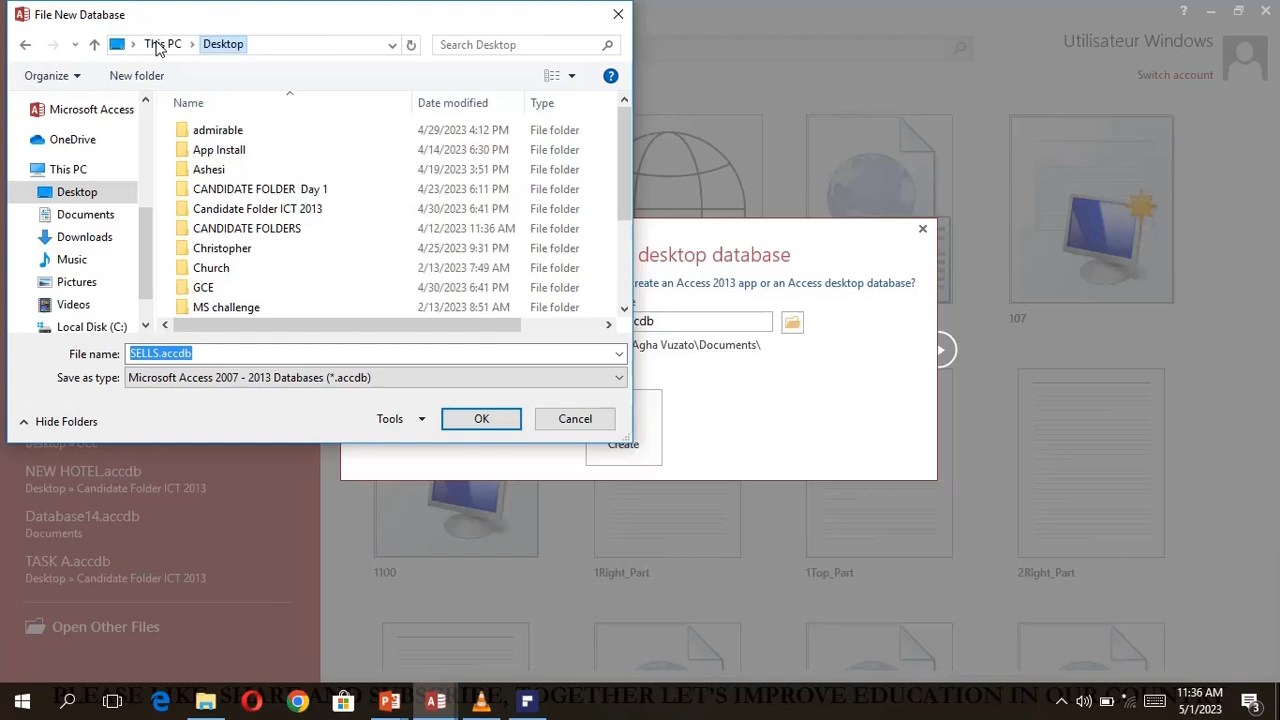 File New Database
This PC > Desktop
Search Desktop
Organize
New folder
Name
Date modified
Type
Microsoft Access
OneDrive
This PC
Desktop
Documents
Downloads
Music
Pictures
Videos
Local Disk (C:)
admirable 4/29/2023 4:12 PM File folder
App Install 4/14/2023 6:30 PM File folder
Ashesi 4/19/2023 3:51 PM File folder
CANDIDATE FOLDER Day 1 4/23/2023 6:11 PM File folder
Candidate Folder ICT 2013 4/30/2023 6:41 PM File folder
CANDIDATE FOLDERS 4/12/2023 11:36 AM File folder
Christopher 4/25/2023 9:31 PM File folder
Church 2/13/2023 7:49 AM File folder
GCE 4/30/2023 6:41 PM File folder
MS challenge 2/13/2023 8:51 AM File folder
File name: SELLS.accdb
Save as type: Microsoft Access 2007 - 2013 Databases (*.accdb)
Hide Folders
Tools
OK
Cancel
?
Utilisateur Windows
Switch account
desktop database
create an Access 2013 app or an Access desktop database?
cdb
Agha Vuzato\Documents\
Create
107
NEW HOTEL.accdb
Desktop » Candidate Folder ICT 2013
Database14.accdb
Documents
TASK A.accdb
Desktop » Candidate Folder ICT 2013
Open Other Files
1100
1Right_Part
1Top_Part
2Right_Part
11:36 AM
5/1/2023
3